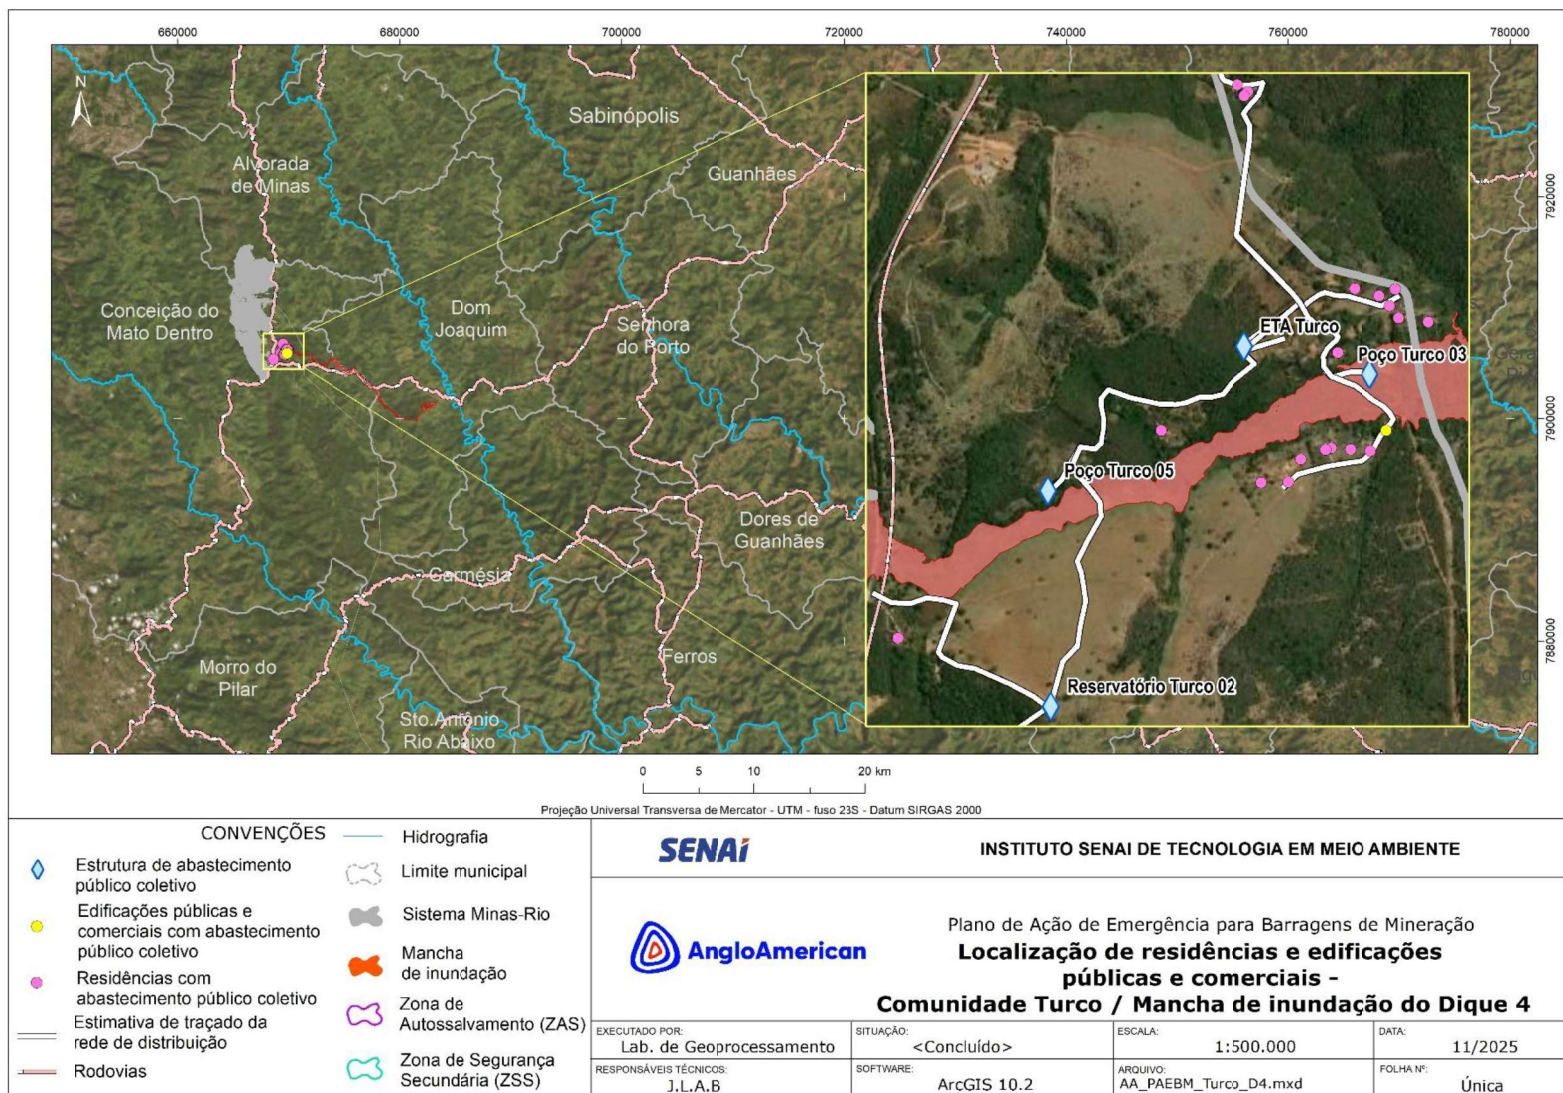 660000
680000
700000
720000
740000
760000
780000
N
Sabinópolis
Alvorada
de Minas
Guanhães
7920000
Conceição do
Mato Dentro
Dom
Joaquim
Senhora
do Porto
ETA Turco
Poço Turco 03
7900000
Poço Turco 05
Dores de
Guanhães
Carmésia
7880000
Morro do
Pilar
Ferros
Reservatório Turco 02
Sto.Antônio
Rio Abaixo
0 5 10 20 km
Projeção Universal Transversa de Mercator - UTM - fuso 23S - Datum SIRGAS 2000
CONVENÇÕES
Estrutura de abastecimento
público coletivo
Edificações públicas e
comerciais com abastecimento
público coletivo
Residências com
abastecimento público coletivo
Estimativa de traçado da
rede de distribuição
Rodovias
Hidrografia
Limite municipal
Sistema Minas-Rio
Mancha
de inundação
Zona de
Autossalvamento (ZAS)
Zona de Segurança
Secundária (ZSS)
SENAI
INSTITUTO SENAI DE TECNOLOGIA EM MEIO AMBIENTE
AngloAmerican
Plano de Ação de Emergência para Barragens de Mineração
Localização de residências e edificações
públicas e comerciais -
Comunidade Turco / Mancha de inundação do Dique 4
EXECUTADO POR:
Lab. de Geoprocessamento
SITUAÇÃO:
<Concluído>
ESCALA:
1:500.000
DATA:
11/2025
RESPONSÁVEIS TÉCNICOS:
J.L.A.B
SOFTWARE:
ArcGIS 10.2
ARQUIVO:
AA_PAEBM_Turco_D4.mxd
FOLHA Nº:
Única